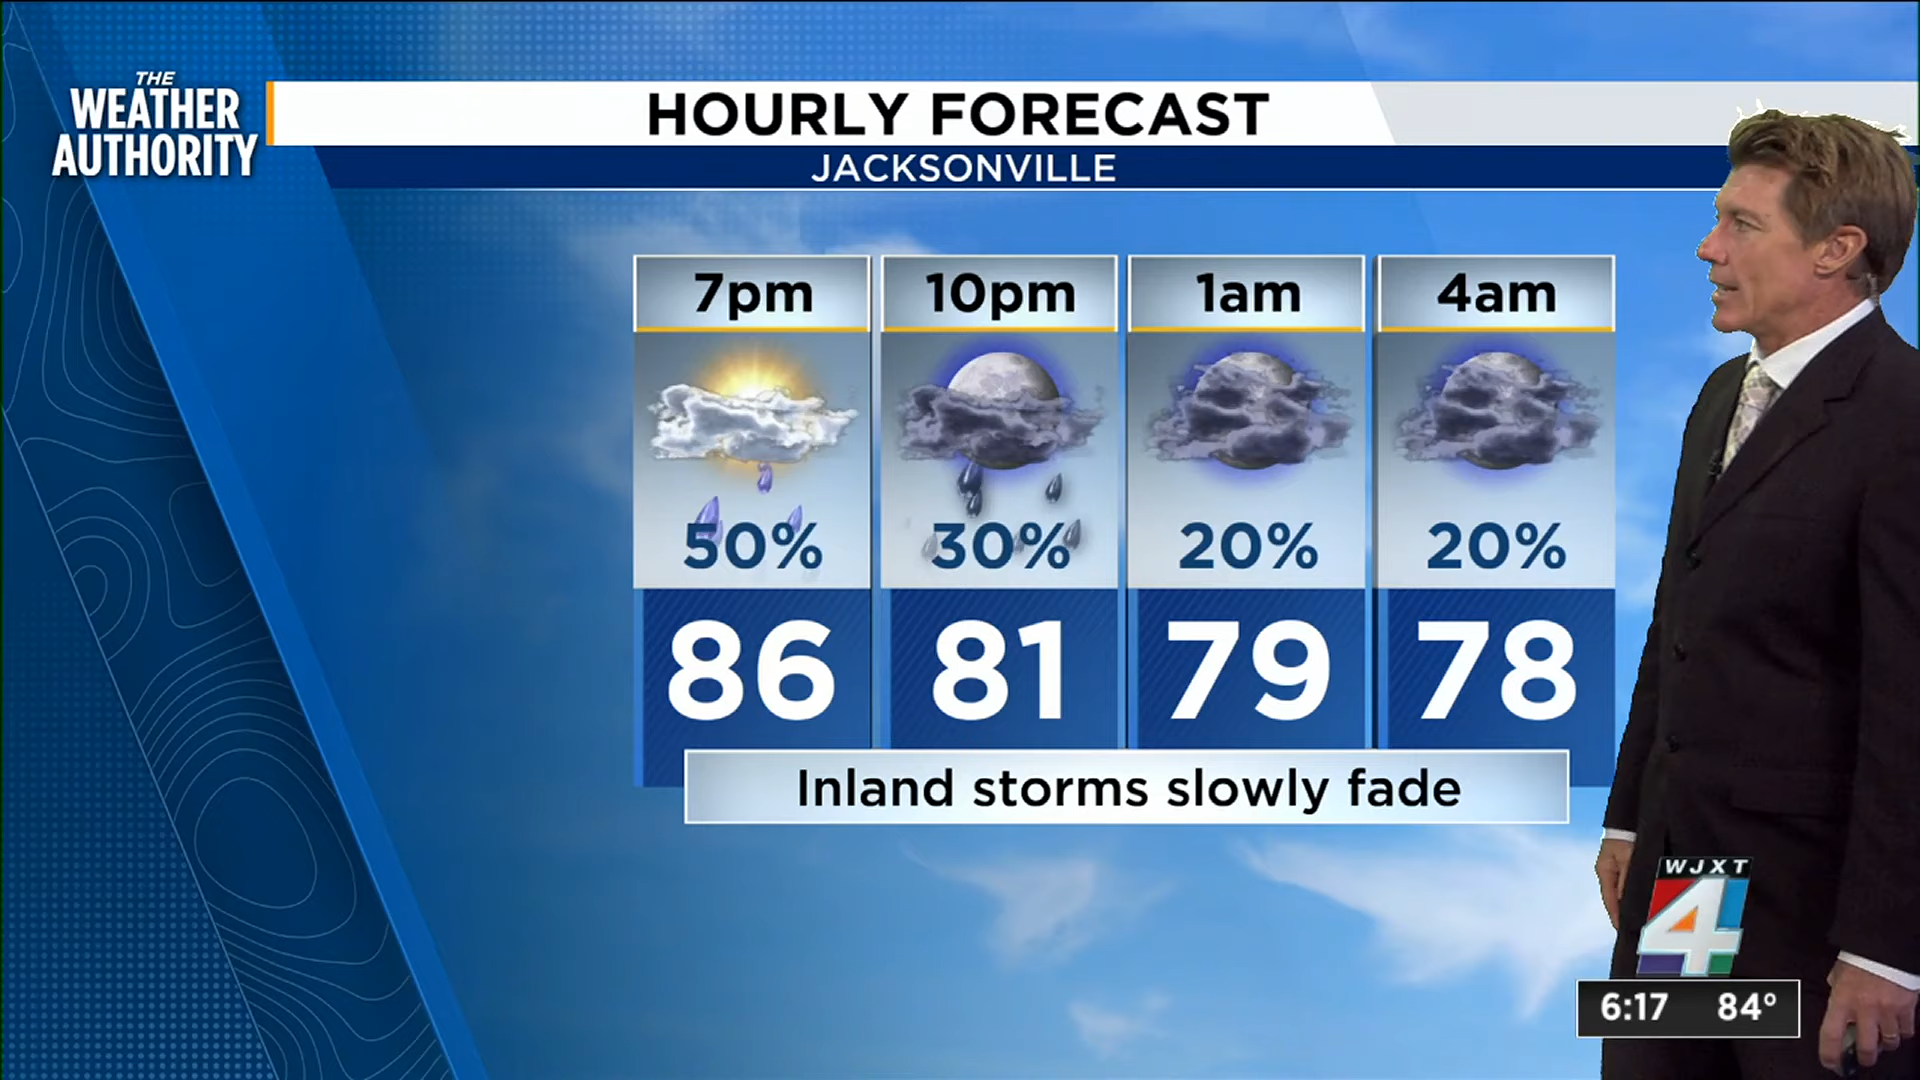 THE
WEATHER
AUTHORITY
HOURLY FORECAST
JACKSONVILLE
7pm 10pm 1am 4am
50% 30% 20% 20%
86 81 79 78
Inland storms slowly fade
WJXT
4
6:17 84°